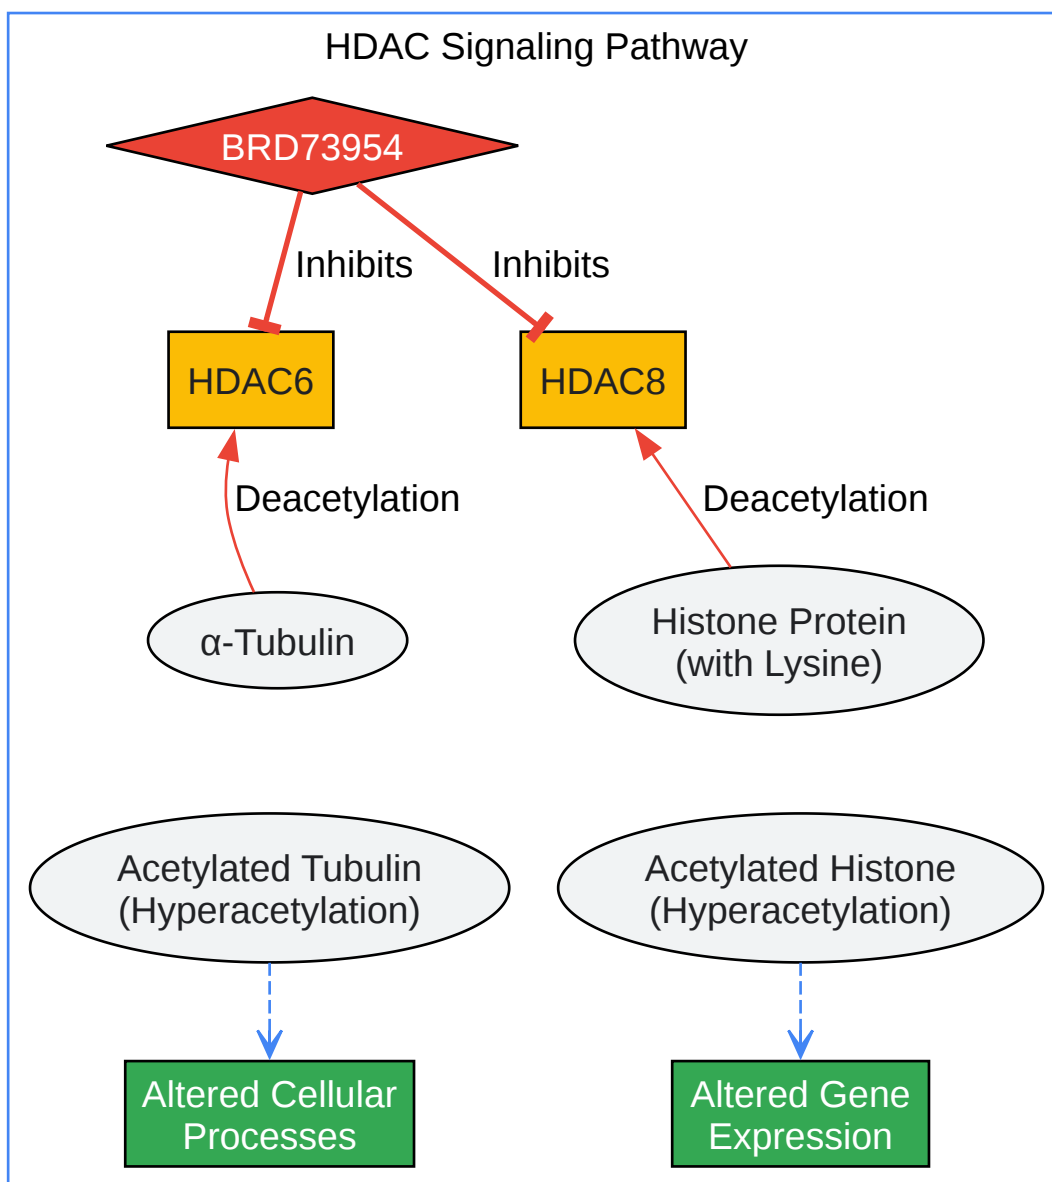 HDAC Signaling Pathway
BRD73954
Inhibits
Inhibits
HDAC6
HDAC8
Deacetylation
Deacetylation
α-Tubulin
Histone Protein
(with Lysine)
Acetylated Tubulin
(Hyperacetylation)
Acetylated Histone
(Hyperacetylation)
Altered Cellular
Processes
Altered Gene
Expression